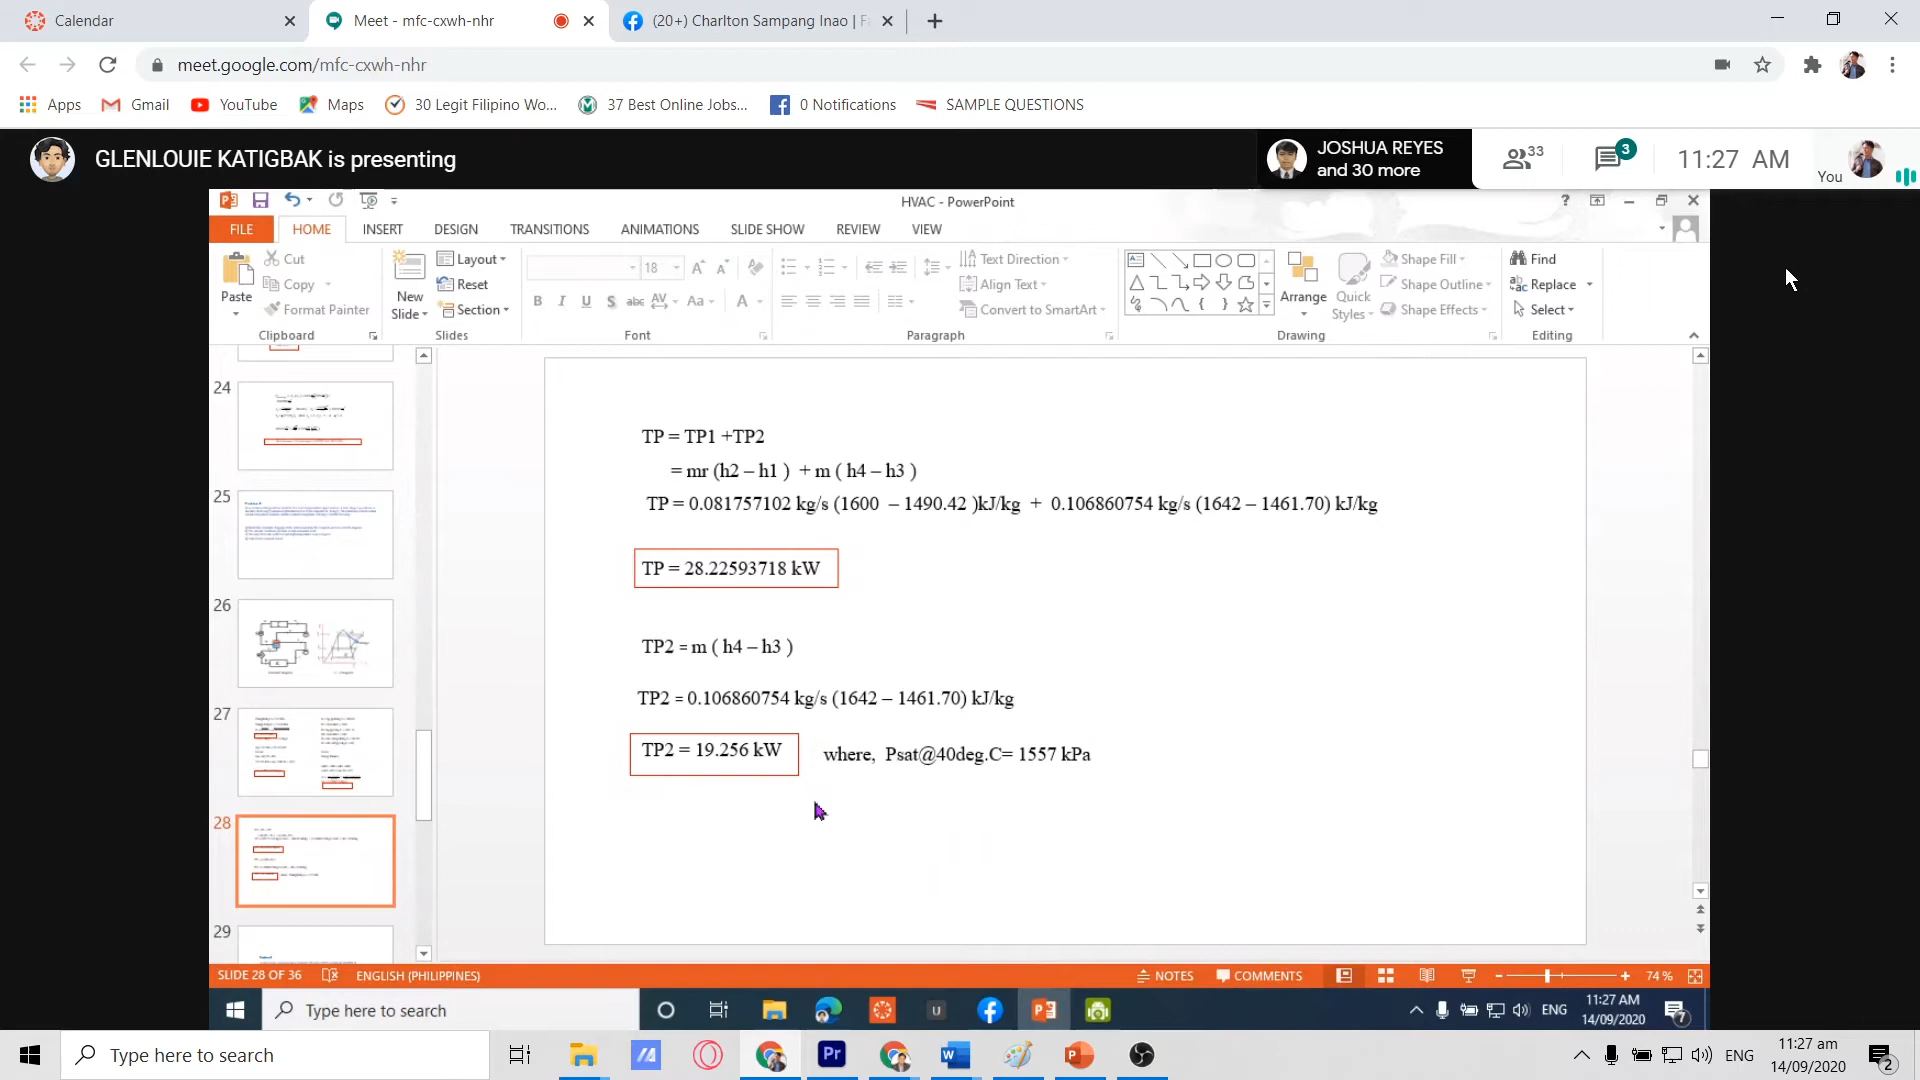 Calendar
Meet - mfc-cxwh-nhr
(20+) Charlton Sampang Inao | F
meet.google.com/mfc-cxwh-nhr
Apps
Gmail
YouTube
Maps
30 Legit Filipino Wo...
37 Best Online Jobs...
0 Notifications
SAMPLE QUESTIONS
GLENLOUIE KATIGBAK is presenting
JOSHUA REYES
and 30 more
33
3
11:27 AM
You
HVAC - PowerPoint
FILE
HOME
INSERT
DESIGN
TRANSITIONS
ANIMATIONS
SLIDE SHOW
REVIEW
VIEW
Paste
Cut
Copy
Format Painter
Clipboard
New
Slide
Layout
Reset
Section
Slides
18
Font
Text Direction
Align Text
Convert to SmartArt
Paragraph
Arrange
Quick
Styles
Shape Fill
Shape Outline
Shape Effects
Drawing
Find
Replace
Select
Editing
24
25
26
27
28
29
TP = TP1 +TP2
= mr (h2 – h1 ) + m ( h4 – h3 )
TP = 0.081757102 kg/s (1600 – 1490.42 )kJ/kg + 0.106860754 kg/s (1642 – 1461.70) kJ/kg
TP = 28.22593718 kW
TP2 = m ( h4 – h3 )
TP2 = 0.106860754 kg/s (1642 – 1461.70) kJ/kg
TP2 = 19.256 kW
where, Psat@40deg.C= 1557 kPa
SLIDE 28 OF 36
ENGLISH (PHILIPPINES)
NOTES
COMMENTS
74 %
Type here to search
ENG
11:27 AM
14/09/2020
7
Type here to search
ENG
11:27 am
14/09/2020
2